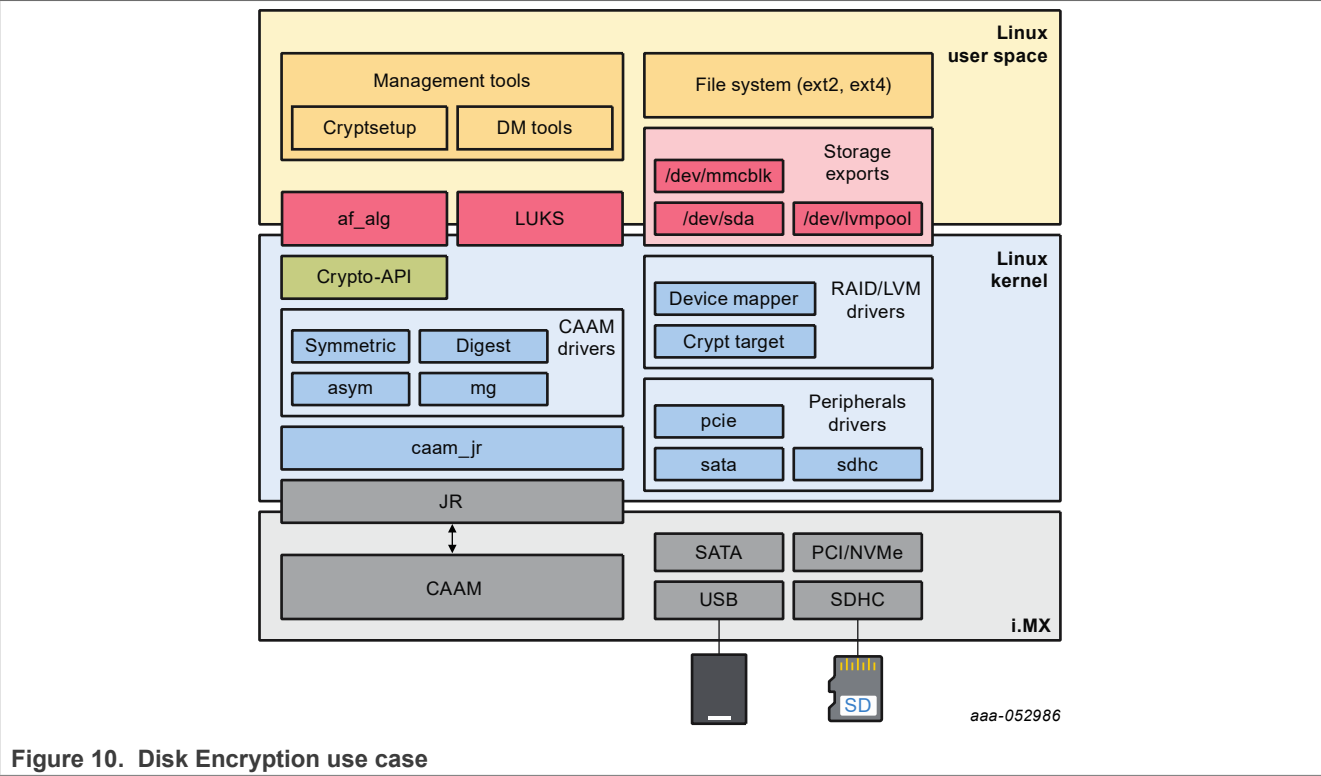 Linux
user space
Management tools
Cryptsetup
DM tools
File system (ext2, ext4)
Storage
exports
/dev/mmcblk
/dev/sda
/dev/lvmpool
af_alg
LUKS
Linux
kernel
Crypto-API
CAAM
drivers
Symmetric
Digest
asym
mg
caam_jr
RAID/LVM
drivers
Device mapper
Crypt target
Peripherals
drivers
pcie
sata
sdhc
JR
CAAM
SATA
PCI/NVMe
USB
SDHC
i.MX
SD
aaa-052986
Figure 10. Disk Encryption use case